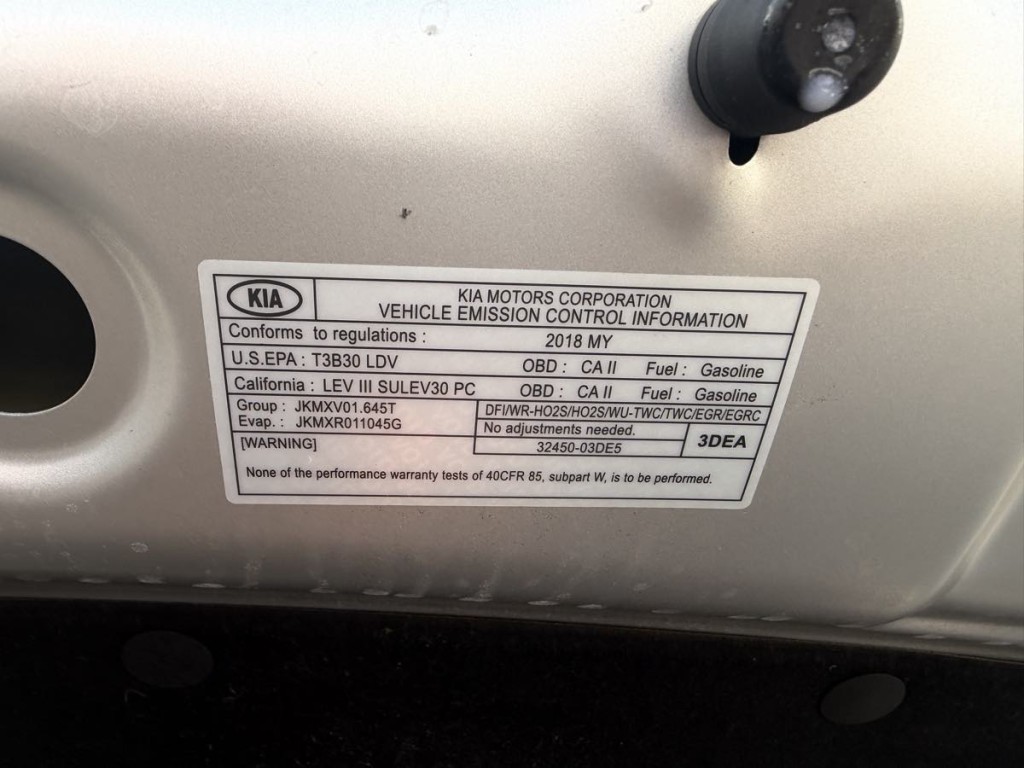 KIA
KIA MOTORS CORPORATION
VEHICLE EMISSION CONTROL INFORMATION
Conforms to regulations : 2018 MY
U.S.EPA : T3B30 LDV OBD : CA II Fuel : Gasoline
California : LEV III SULEV30 PC OBD : CA II Fuel : Gasoline
Group : JKMXV01.645T
Evap. : JKMXR011045G
DFI/WR-HO2S/HO2S/WU-TWC/TWC/EGR/EGRC
No adjustments needed.
32450-03DE5
3DEA
[WARNING]
None of the performance warranty tests of 40CFR 85, subpart W, is to be performed.